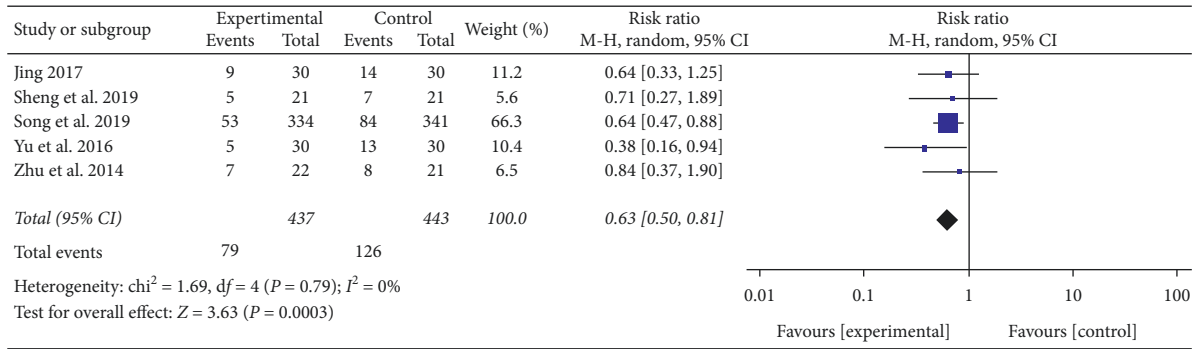 Study or subgroup Expertimental Control Weight (%) Risk ratio Risk ratio
Events Total Events Total M-H, random, 95% CI M-H, random, 95% CI
Jing 2017 9 30 14 30 11.2 0.64 [0.33, 1.25]
Sheng et al. 2019 5 21 7 21 5.6 0.71 [0.27, 1.89]
Song et al. 2019 53 334 84 341 66.3 0.64 [0.47, 0.88]
Yu et al. 2016 5 30 13 30 10.4 0.38 [0.16, 0.94]
Zhu et al. 2014 7 22 8 21 6.5 0.84 [0.37, 1.90]
Total (95% CI) 437 443 100.0 0.63 [0.50, 0.81]
Total events 79 126
Heterogeneity: chi² = 1.69, df = 4 (P = 0.79); I² = 0%
Test for overall effect: Z = 3.63 (P = 0.0003)
0.01 0.1 1 10 100
Favours [experimental] Favours [control]